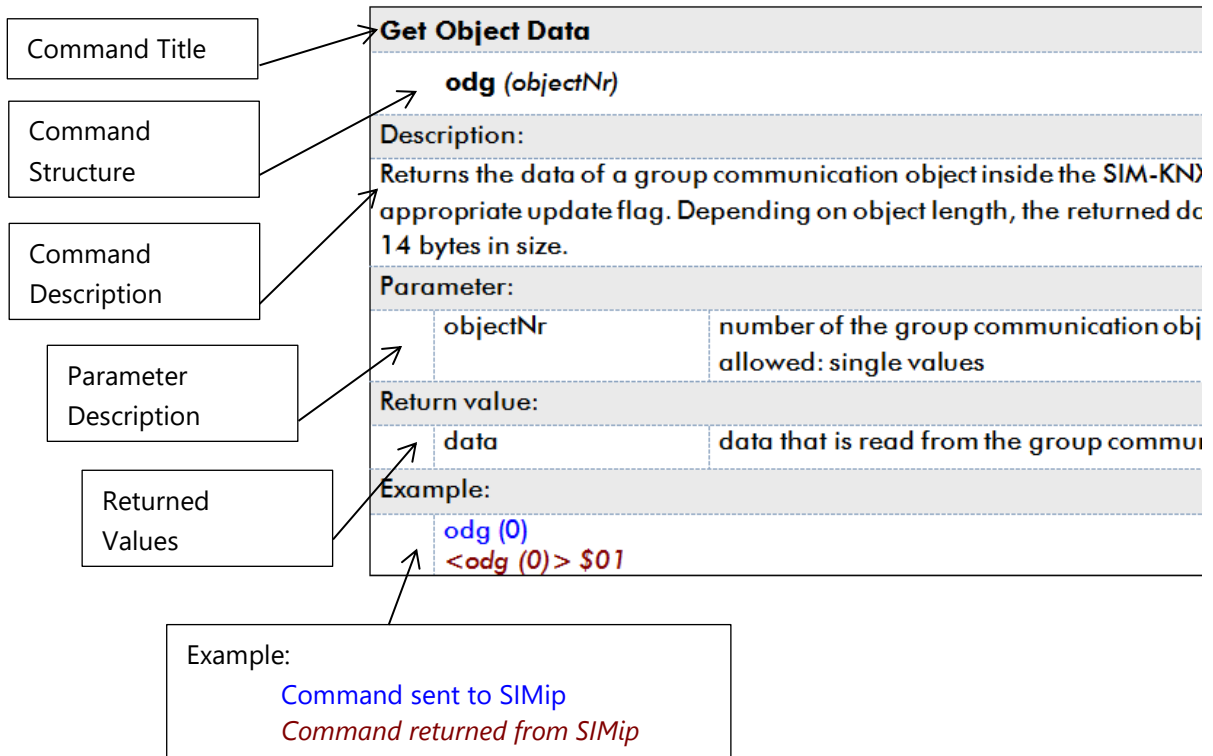 Command Title
Command
Structure
Command
Description
Parameter
Description
Returned
Values
Get Object Data
odg (objectNr)
Description:
Returns the data of a group communication object inside the SIM-KNX
appropriate update flag. Depending on object length, the returned
14 bytes in size.
Parameter:
objectNr number of the group communication
allowed: single values
Return value:
data data that is read from the group
Example:
odg (0)
<odg (0)> $01
Example:
Command sent to SIMip
Command returned from SIMip